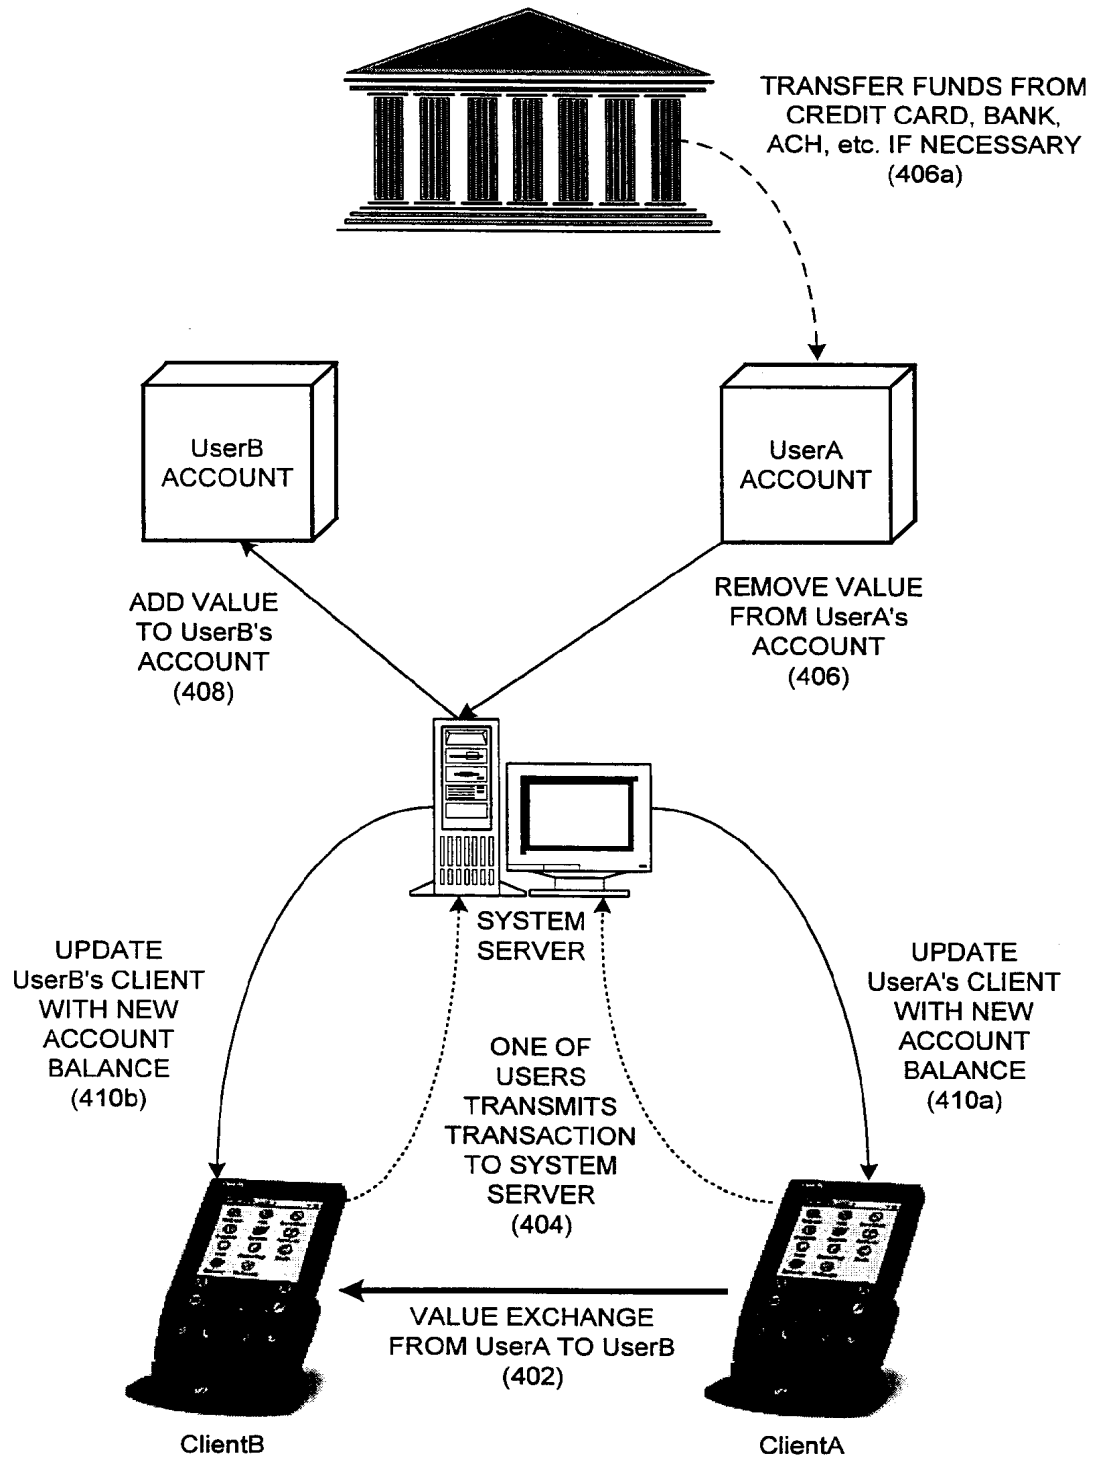 TRANSFER FUNDS FROM
CREDIT CARD, BANK,
ACH, etc. IF NECESSARY
(406a)
UserB
ACCOUNT
UserA
ACCOUNT
ADD VALUE
TO UserB's
ACCOUNT
(408)
REMOVE VALUE
FROM UserA's
ACCOUNT
(406)
SYSTEM
SERVER
UPDATE
UserB's CLIENT
WITH NEW
ACCOUNT
BALANCE
(410b)
ONE OF
USERS
TRANSMITS
TRANSACTION
TO SYSTEM
SERVER
(404)
UPDATE
UserA's CLIENT
WITH NEW
ACCOUNT
BALANCE
(410a)
VALUE EXCHANGE
FROM UserA TO UserB
(402)
ClientB
ClientA